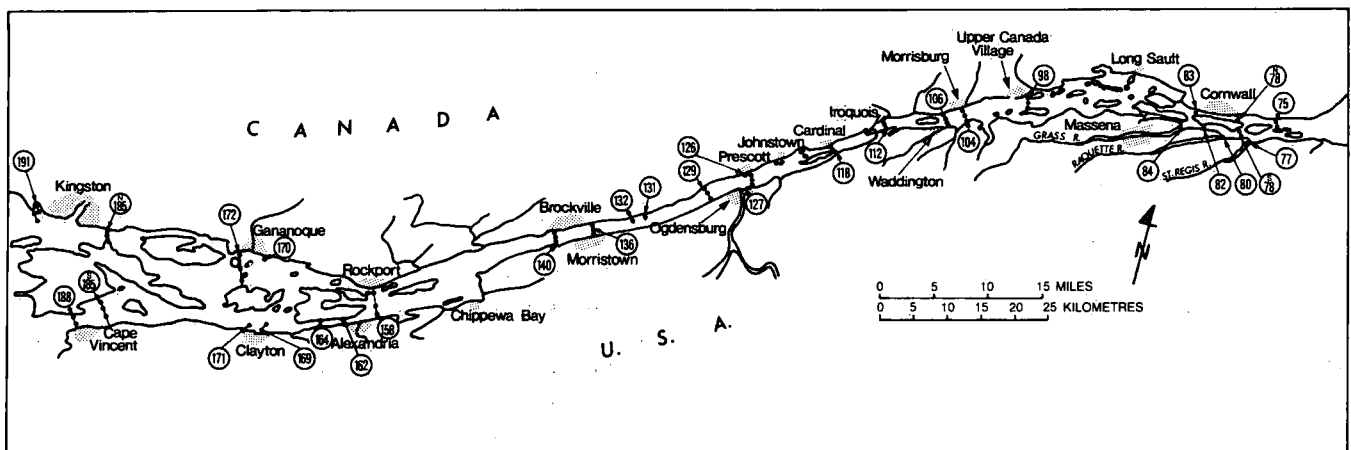 CANADA
Upper Canada
Village
Morrisburg
98
Long Sault
83
78
Cornwall
75
106
Iroquois
Massena
GRASS R.
RAQUETTE R.
ST. REGIS R.
104
112
Waddington
84
82
80
78
77
Johnstown
Cardinal
126
Prescott
118
129
127
131
132
Ogdensburg
Brockville
136
Morristown
140
191
Kingston
185
172
Gananoque
170
Rockport
Chippewa Bay
158
188
185
Cape
Vincent
171
Clayton
169
164
Alexandria
162
U. S. A.
N
0 5 10 15 MILES
0 5 10 15 20 25 KILOMETRES